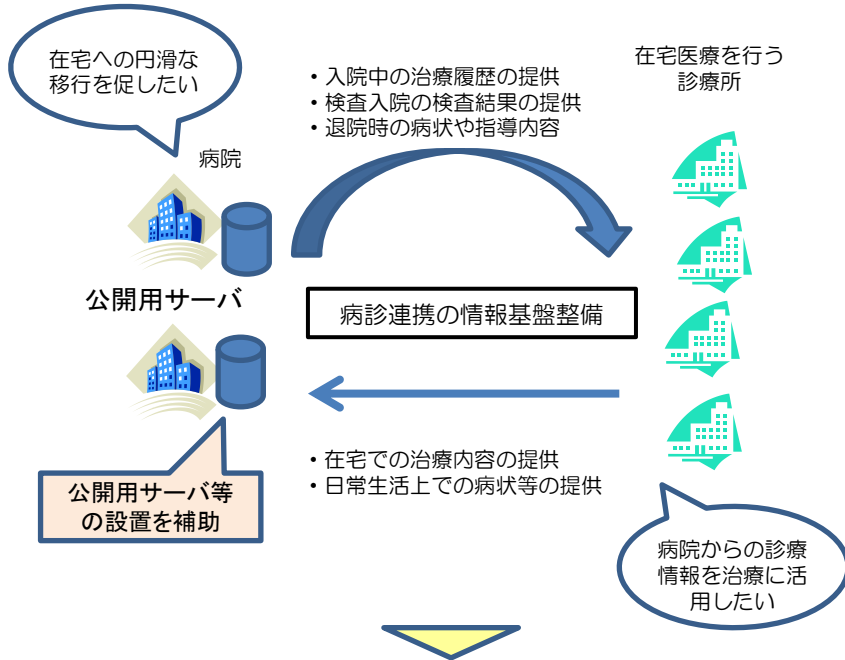 在宅への円滑な
移行を促したい
・入院中の治療履歴の提供
・検査入院の検査結果の提供
・退院時の病状や指導内容
在宅医療を行う
診療所
病院
公開用サーバ
病診連携の情報基盤整備
・在宅での治療内容の提供
・日常生活上での病状等の提供
公開用サーバ等
の設置を補助
病院からの診療
情報を治療に活
用したい